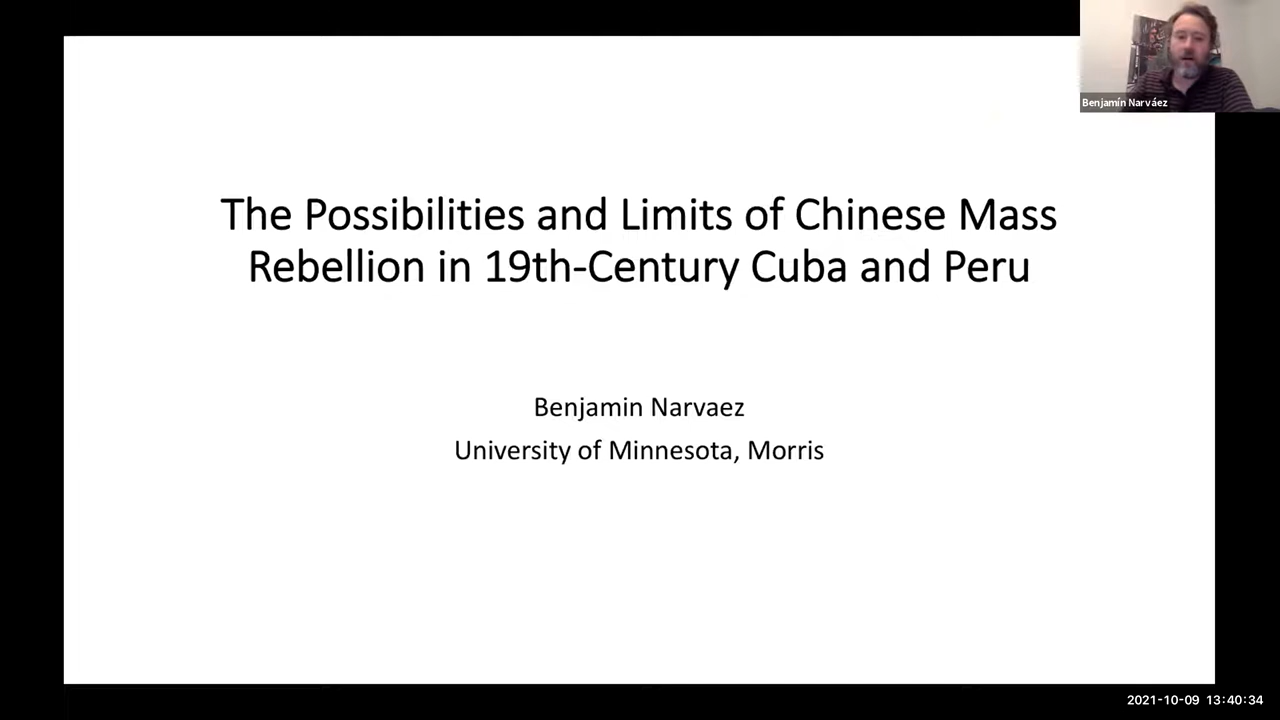 Benjamín Narváez
The Possibilities and Limits of Chinese Mass
Rebellion in 19th-Century Cuba and Peru
Benjamin Narvaez
University of Minnesota, Morris
2021-10-09 13:40:34